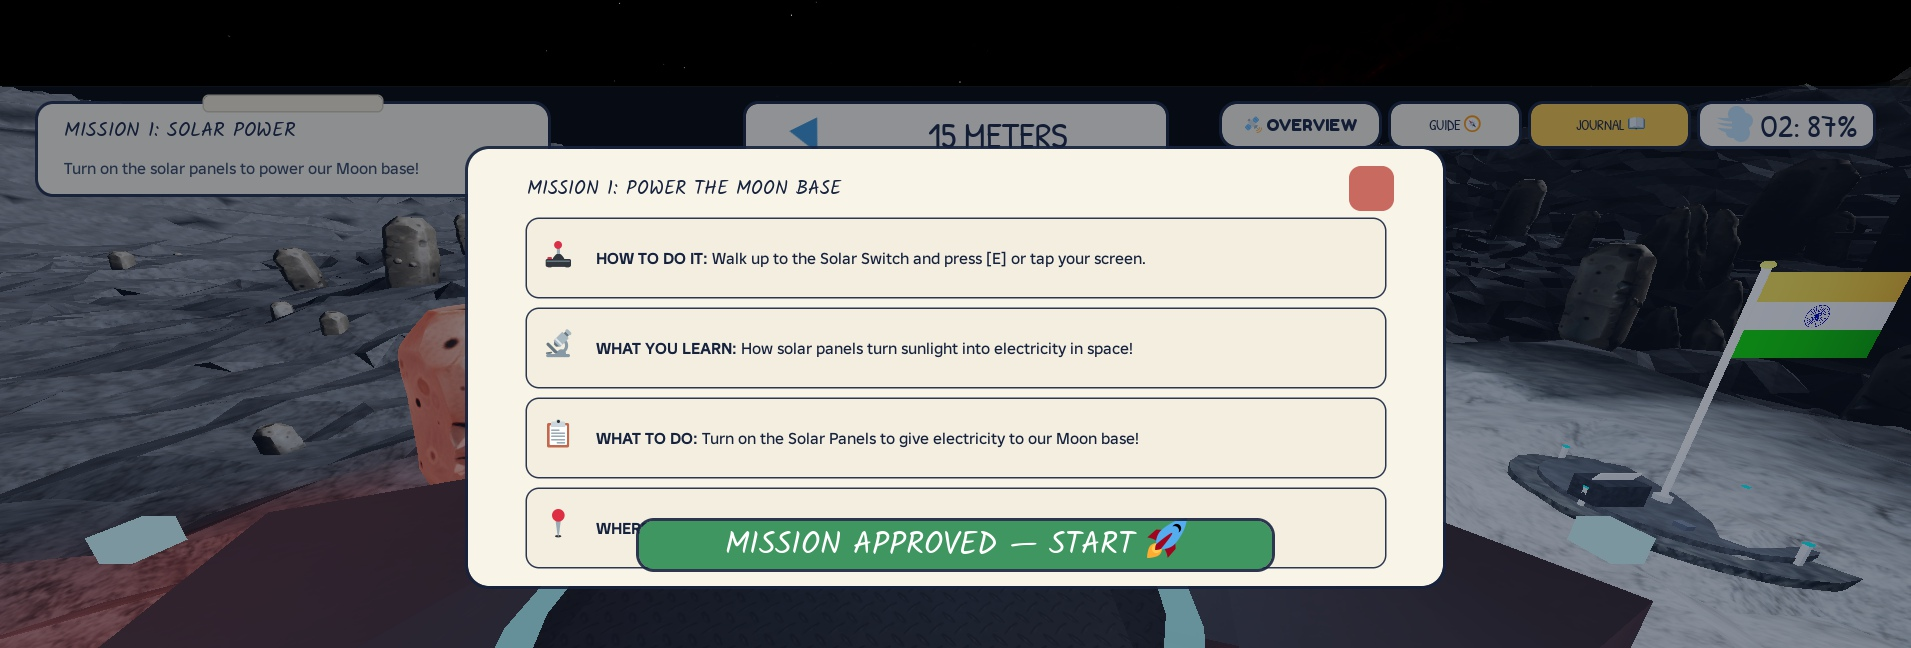 MISSION 1: SOLAR POWER
Turn on the solar panels to power our Moon base!
15 METERS
OVERVIEW
GUIDE
JOURNAL
02: 87%
MISSION 1: POWER THE MOON BASE
HOW TO DO IT: Walk up to the Solar Switch and press [E] or tap your screen.
WHAT YOU LEARN: How solar panels turn sunlight into electricity in space!
WHAT TO DO: Turn on the Solar Panels to give electricity to our Moon base!
MISSION APPROVED — START